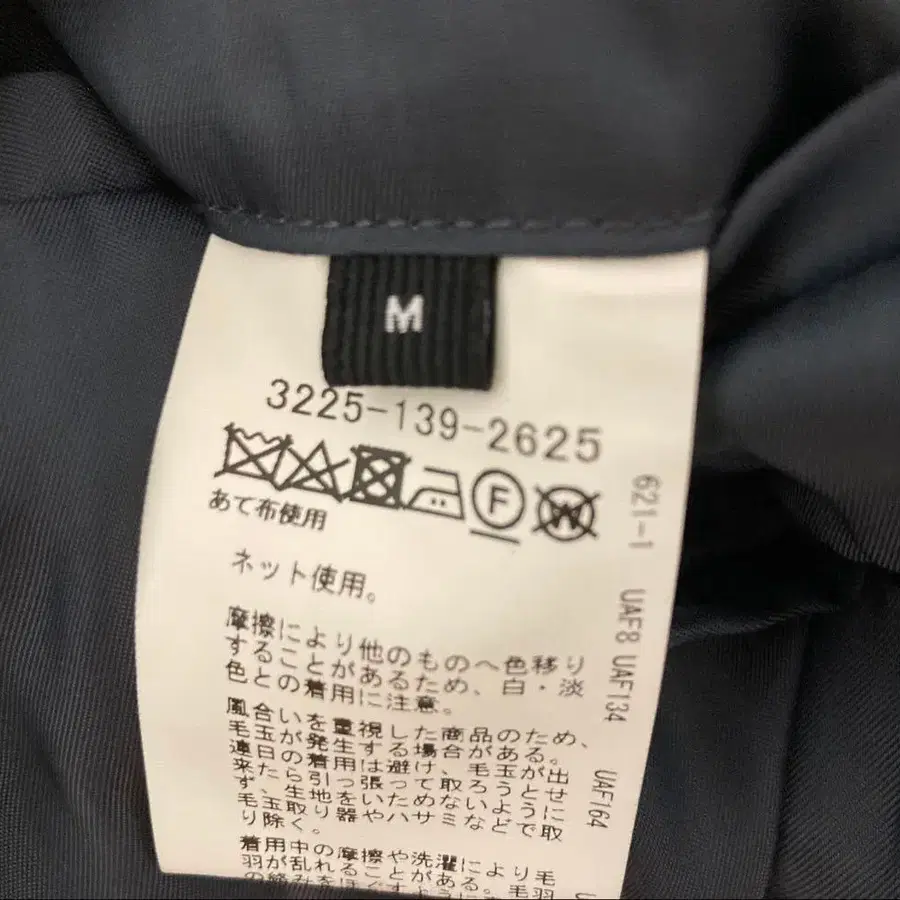 M
3225-139-2625
F
W
あて布使用
ネット使用。
摩擦により他のものへ色移り
することがあるため、白・淡
色との着用に注意。
風合いを重視した商品のため、
毛玉が発生する場合がある。
連日の着用は避け、毛玉が出
来たら引っ張って取ろうとせ
ず、生地をいためないように
毛玉取り器やハサミなどで取
り除く。
着用中の摩擦や洗濯により毛
羽が乱れることがある。毛羽
621-1 UAF8 UAF134 UAF164